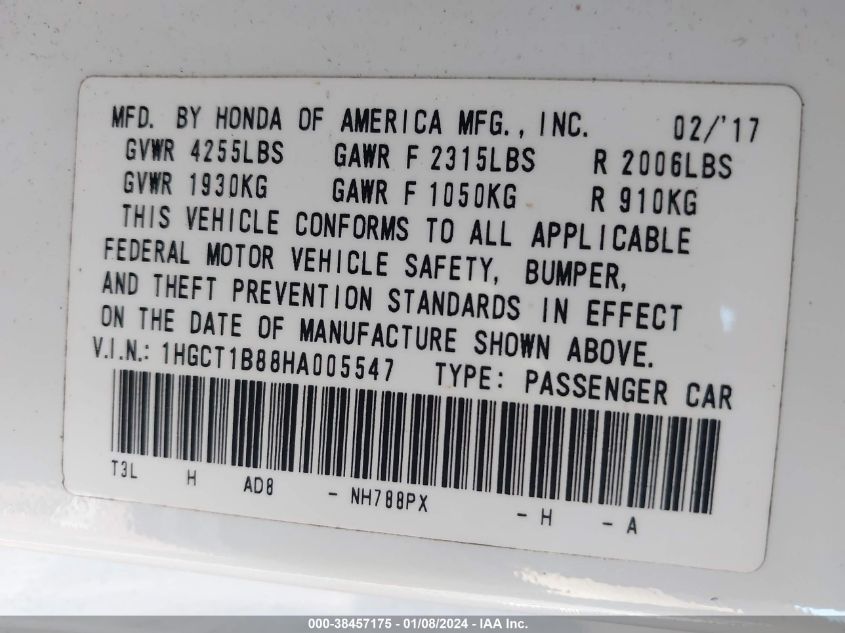 MFD. BY HONDA OF AMERICA MFG., INC. 02/'17
GVWR 4255LBS GAWR F 2315LBS R 2006LBS
GVWR 1930KG GAWR F 1050KG R 910KG
THIS VEHICLE CONFORMS TO ALL APPLICABLE
FEDERAL MOTOR VEHICLE SAFETY, BUMPER,
AND THEFT PREVENTION STANDARDS IN EFFECT
ON THE DATE OF MANUFACTURE SHOWN ABOVE.
V.I.N.: 1HGCT1B88HA005547 TYPE: PASSENGER CAR
T3L H AD8 - NH788PX - H - A
000-38457175 - 01/08/2024 - IAA Inc.